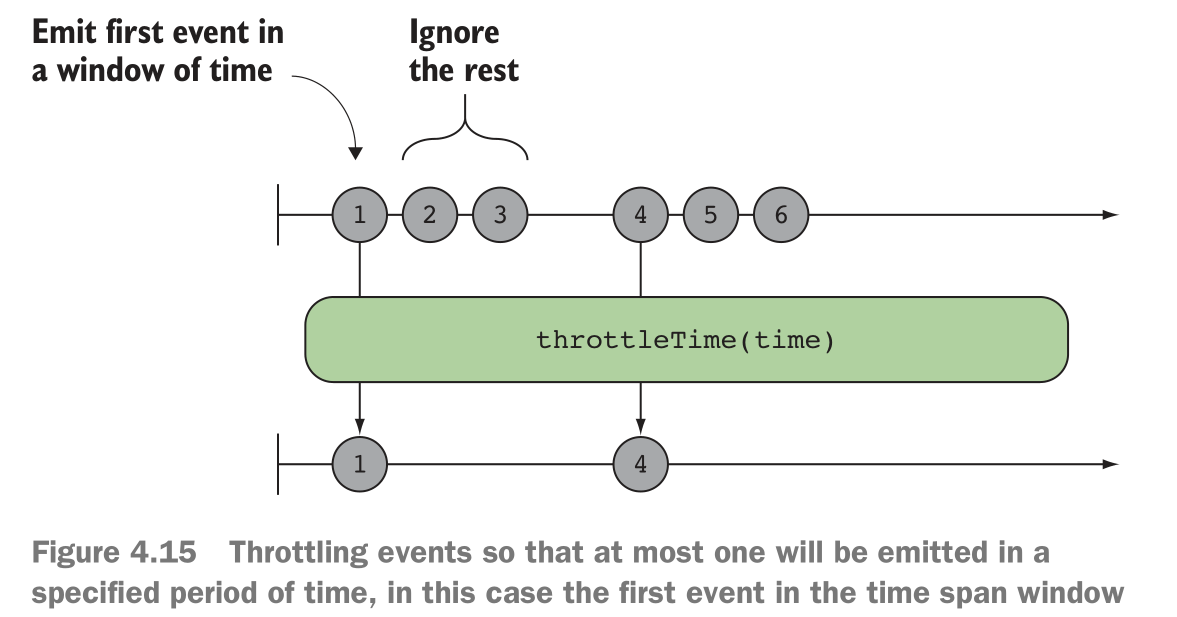 Emit first event in
a window of time
Ignore
the rest
1 2 3 4 5 6
throttleTime(time)
1 4
Figure 4.15 Throttling events so that at most one will be emitted in a
specified period of time, in this case the first event in the time span window